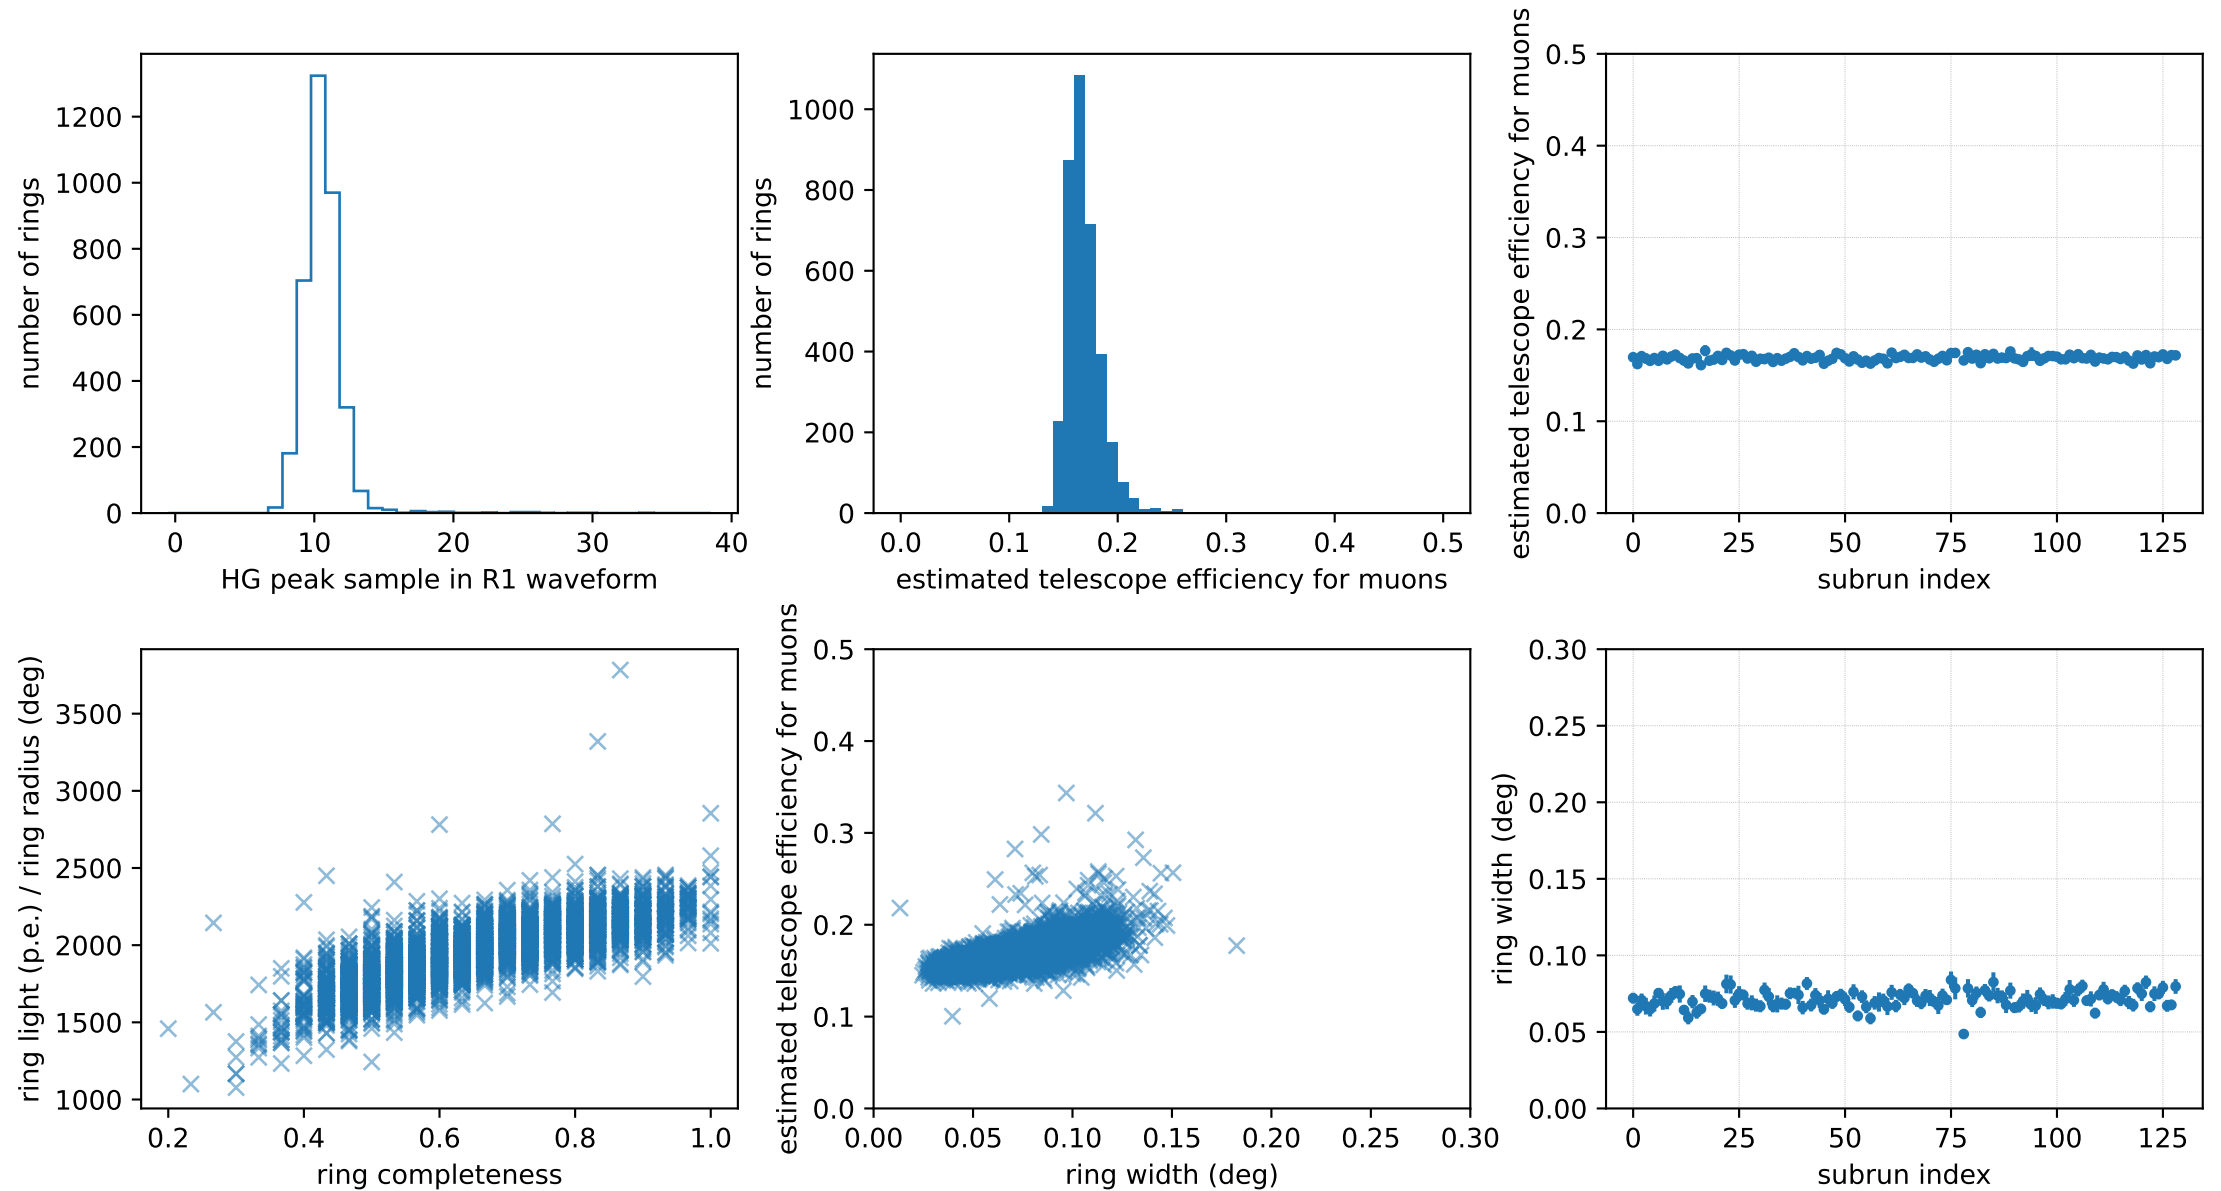 number of rings
1200
1000
800
600
400
200
0
0 10 20 30 40
HG peak sample in R1 waveform
number of rings
1000
800
600
400
200
0
0.0 0.1 0.2 0.3 0.4 0.5
estimated telescope efficiency for muons
estimated telescope efficiency for muons
0.5
0.4
0.3
0.2
0.1
0.0
0 25 50 75 100 125
subrun index
ring light (p.e.) / ring radius (deg)
3500
3000
2500
2000
1500
1000
0.2 0.4 0.6 0.8 1.0
ring completeness
estimated telescope efficiency for muons
0.5
0.4
0.3
0.2
0.1
0.0
0.00 0.05 0.10 0.15 0.20 0.25 0.30
ring width (deg)
ring width (deg)
0.30
0.25
0.20
0.15
0.10
0.05
0.00
0 25 50 75 100 125
subrun index